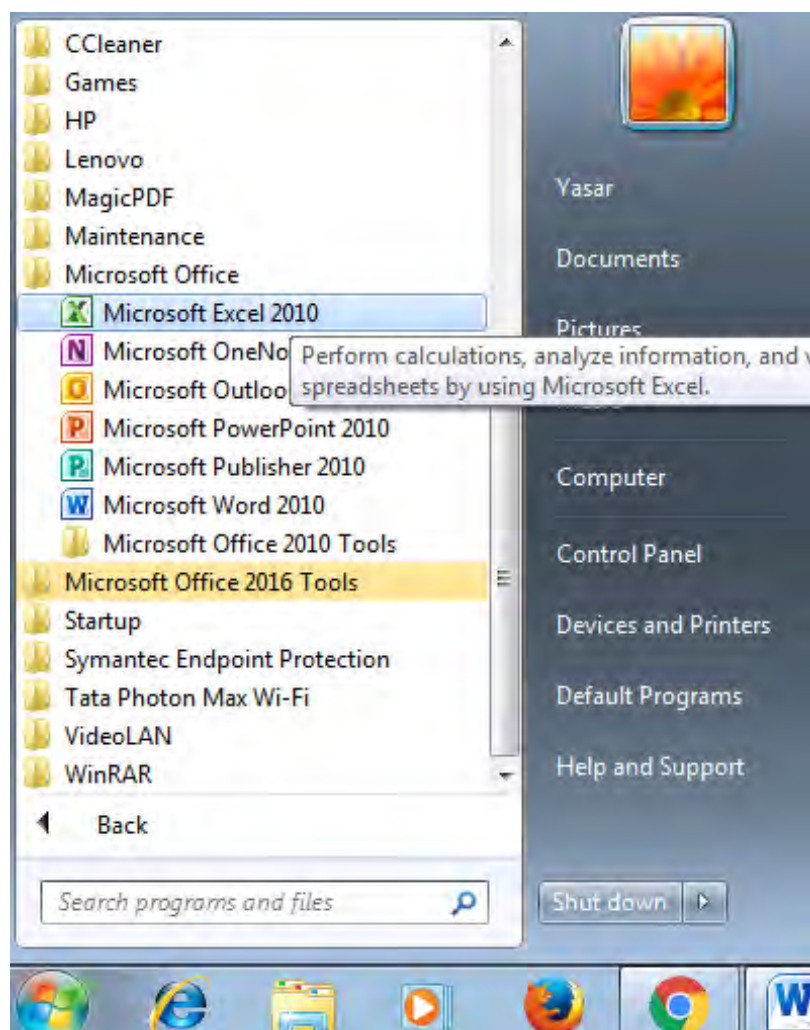 CCleaner
Games
HP
Lenovo
MagicPDF
Maintenance
Microsoft Office
Microsoft Excel 2010
Microsoft OneNo
Microsoft Outloo
Microsoft PowerPoint 2010
Microsoft Publisher 2010
Microsoft Word 2010
Microsoft Office 2010 Tools
Microsoft Office 2016 Tools
Startup
Symantec Endpoint Protection
Tata Photon Max Wi-Fi
VideoLAN
WinRAR
Back
Search programs and files
Perform calculations, analyze information, and
spreadsheets by using Microsoft Excel.
Yasar
Documents
Pictures
Computer
Control Panel
Devices and Printers
Default Programs
Help and Support
Shut down